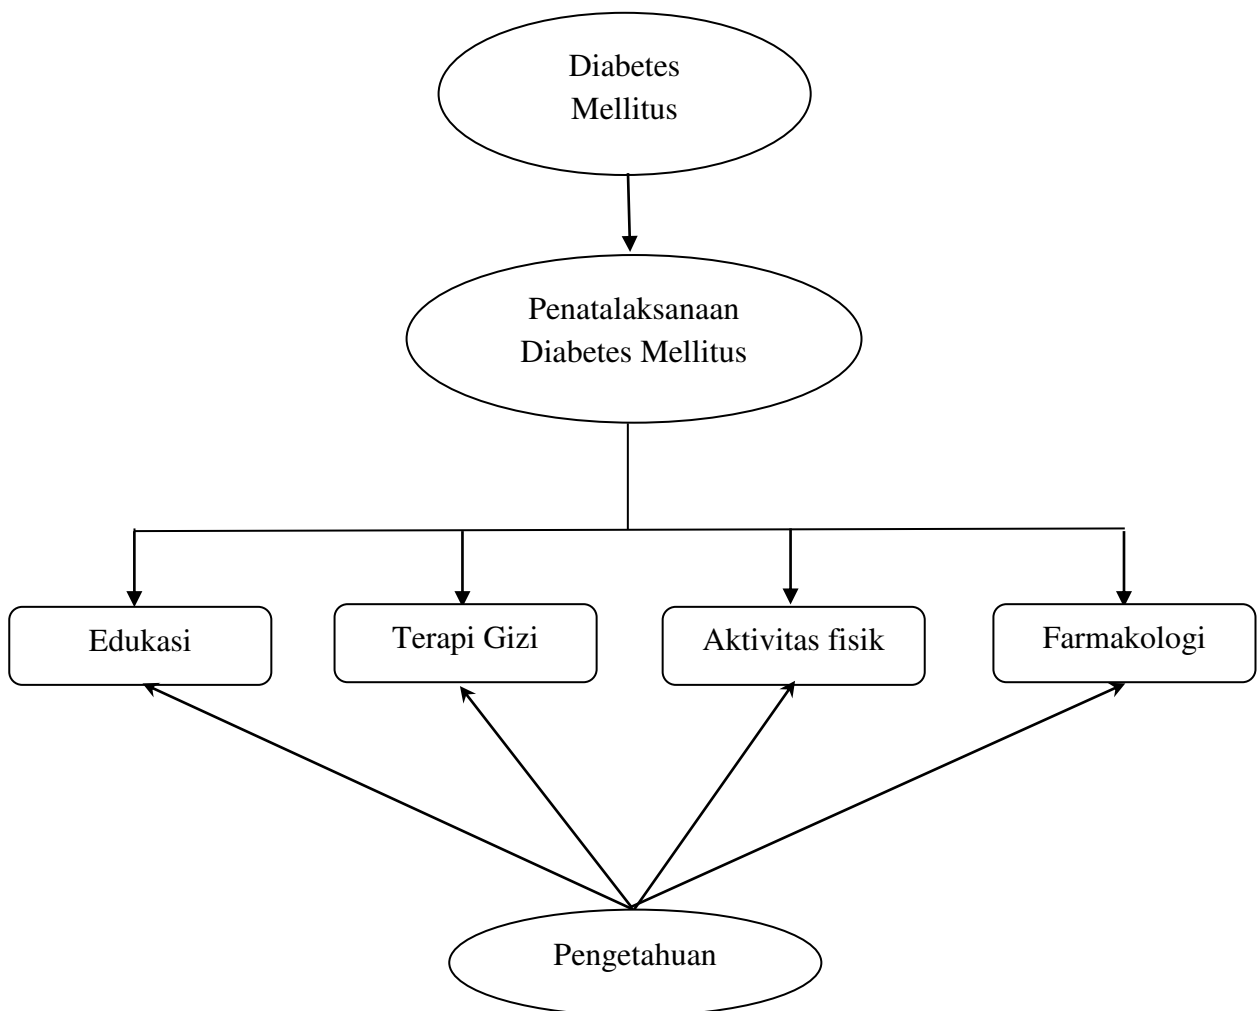 Diabetes
Mellitus
Penatalaksanaan
Diabetes Mellitus
Edukasi
Terapi Gizi
Aktivitas fisik
Farmakologi
Pengetahuan